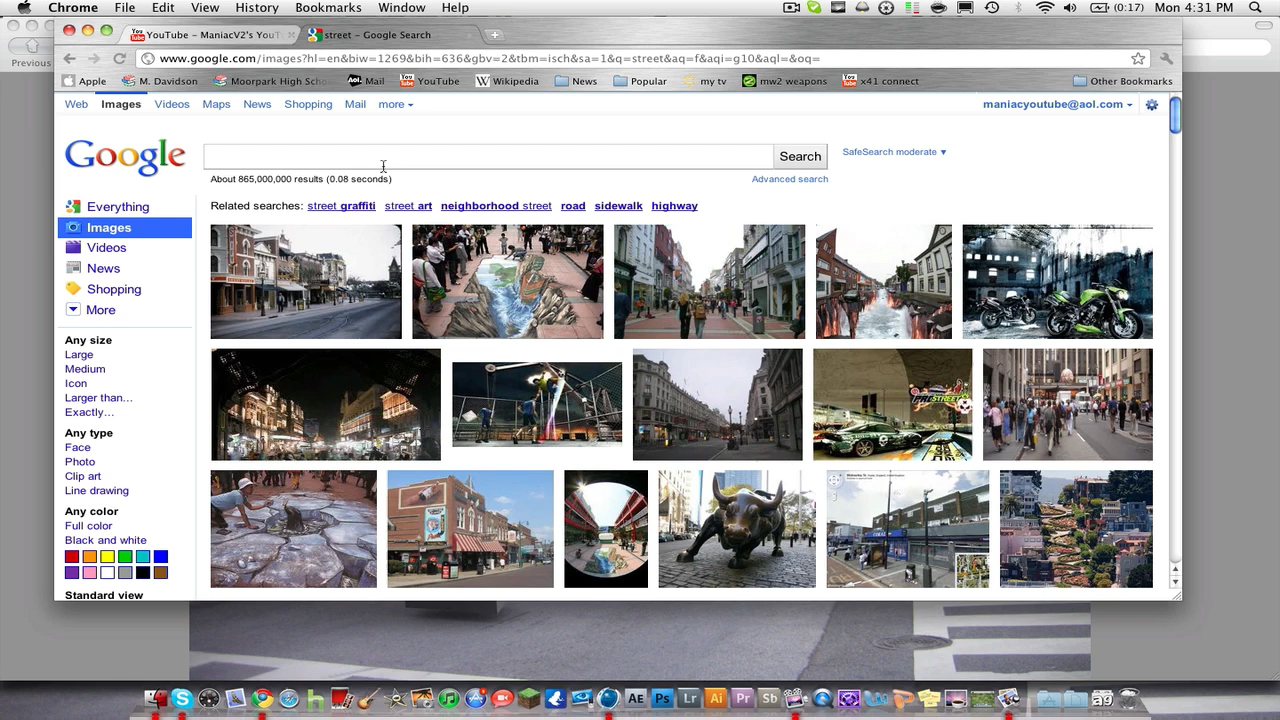 Chrome File Edit View History Bookmarks Window Help (0:17) Mon 4:31 PM
YouTube - ManiacV2's YouT street - Google Search
Previous
www.google.com/images?hl=en&biw=1269&bih=636&gbv=2&tbm=isch&sa=1&q=street&aq=f&aqi=g10&aql=&oq=
Apple M. Davidson Moorpark High Scho Mail YouTube Wikipedia News Popular my tv mw2 weapons x41 connect Other Bookmarks
Web Images Videos Maps News Shopping Mail more maniacyoutube@aol.com
Google Search SafeSearch moderate
About 865,000,000 results (0.08 seconds) Advanced search
Related searches: street graffiti street art neighborhood street road sidewalk highway
Everything
Images
Videos
News
Shopping
More
Any size
Large
Medium
Icon
Larger than...
Exactly...
Any type
Face
Photo
Clip art
Line drawing
Any color
Full color
Black and white
Standard view
Ae Ps Lr Ai Pr Sb